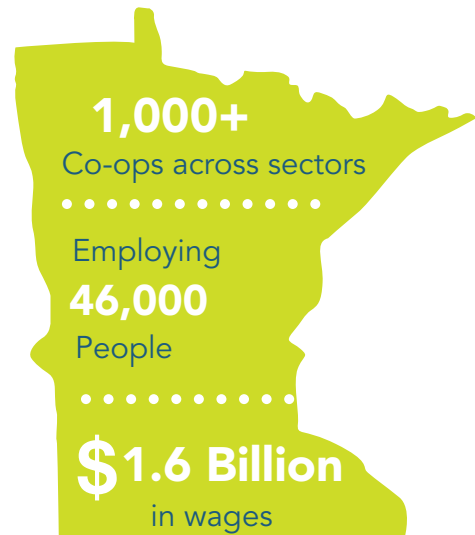 1,000+
Co-ops across sectors
Employing
46,000
People
$1.6 Billion
in wages